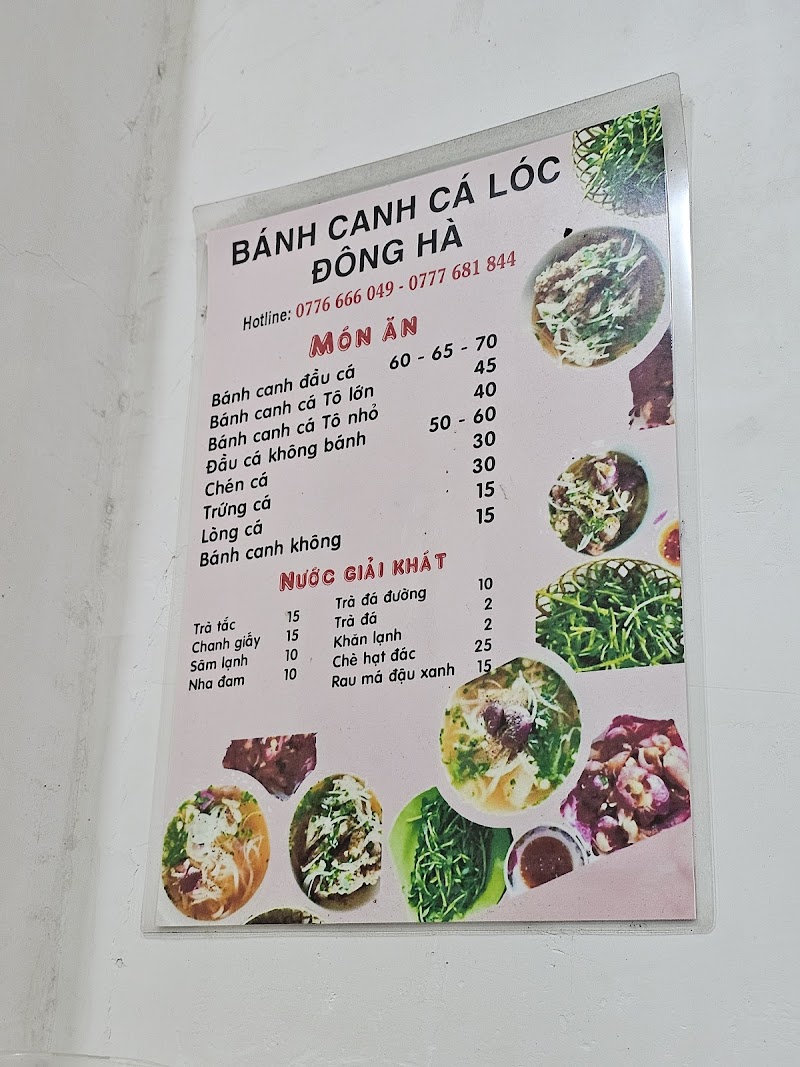 BÁNH CANH CÁ LÓC
ĐÔNG HÀ
Hotline: 0776 666 049 - 0777 681 844
MÓN ĂN
Bánh canh đầu cá 60 - 65 - 70
Bánh canh cá Tô lớn 45
Bánh canh cá Tô nhỏ 40
Đầu cá không bánh 50 - 60
Chén cá 30
Trứng cá 30
Lòng cá 15
Bánh canh không 15
NƯỚC GIẢI KHÁT
Trà tắc 15
Chanh giấy 15
Sâm lạnh 10
Nha đam 10
Trà đá đường 10
Trà đá 2
Khăn lạnh 2
Chè hạt đác 25
Rau má đậu xanh 15